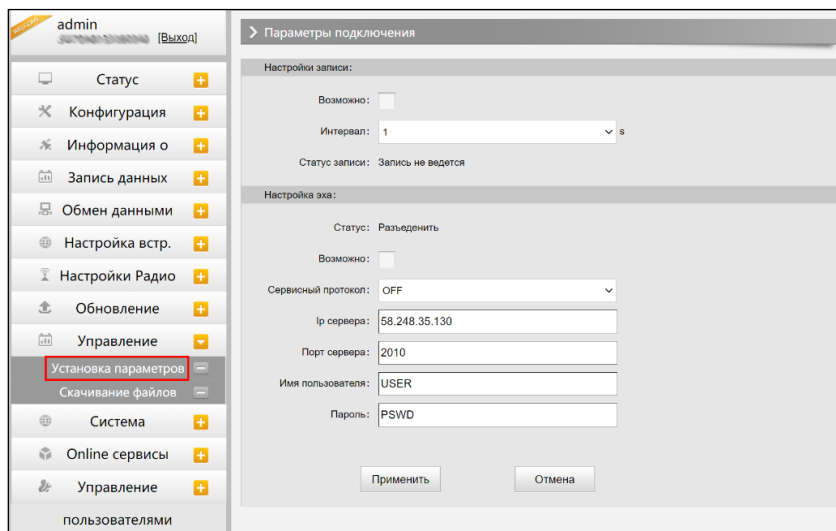 WELCOME
admin
[Выход]
Статус
Конфигурация
Информация о
Запись данных
Обмен данными
Настройка встр.
Настройки Радио
Обновление
Управление
Установка параметров
Скачивание файлов
Система
Online сервисы
Управление
пользователями
Параметры подключения
Настройки записи:
Возможно:
Интервал: 1 s
Статус записи: Запись не ведется
Настройка эха:
Статус: Разъеденить
Возможно:
Сервисный протокол: OFF
Ip сервера: 58.248.35.130
Порт сервера: 2010
Имя пользователя: USER
Пароль: PSWD
Применить Отмена